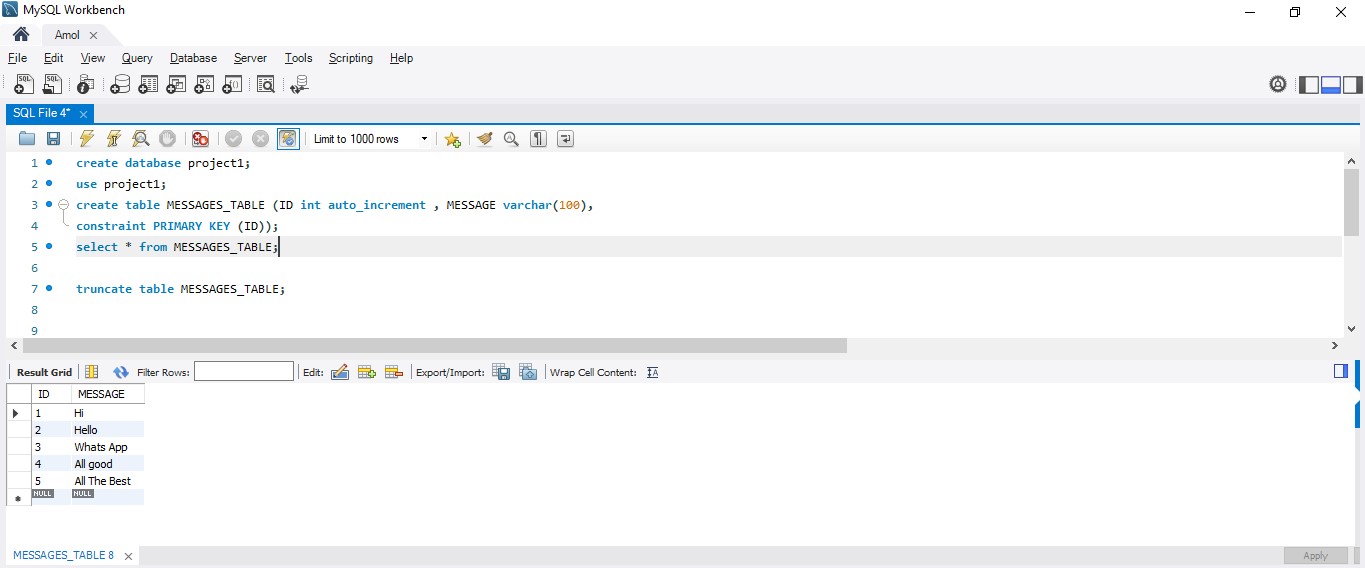 MySQL Workbench
Amol
File Edit View Query Database Server Tools Scripting Help
SQL File 4*
Limit to 1000 rows
1 create database project1;
2 use project1;
3 create table MESSAGES_TABLE (ID int auto_increment , MESSAGE varchar(100),
4 constraint PRIMARY KEY (ID));
5 select * from MESSAGES_TABLE;
6
7 truncate table MESSAGES_TABLE;
8
9
Result Grid Filter Rows: Edit: Export/Import: Wrap Cell Content:
ID MESSAGE
1 Hi
2 Hello
3 Whats App
4 All good
5 All The Best
NULL NULL
MESSAGES_TABLE 8 Apply